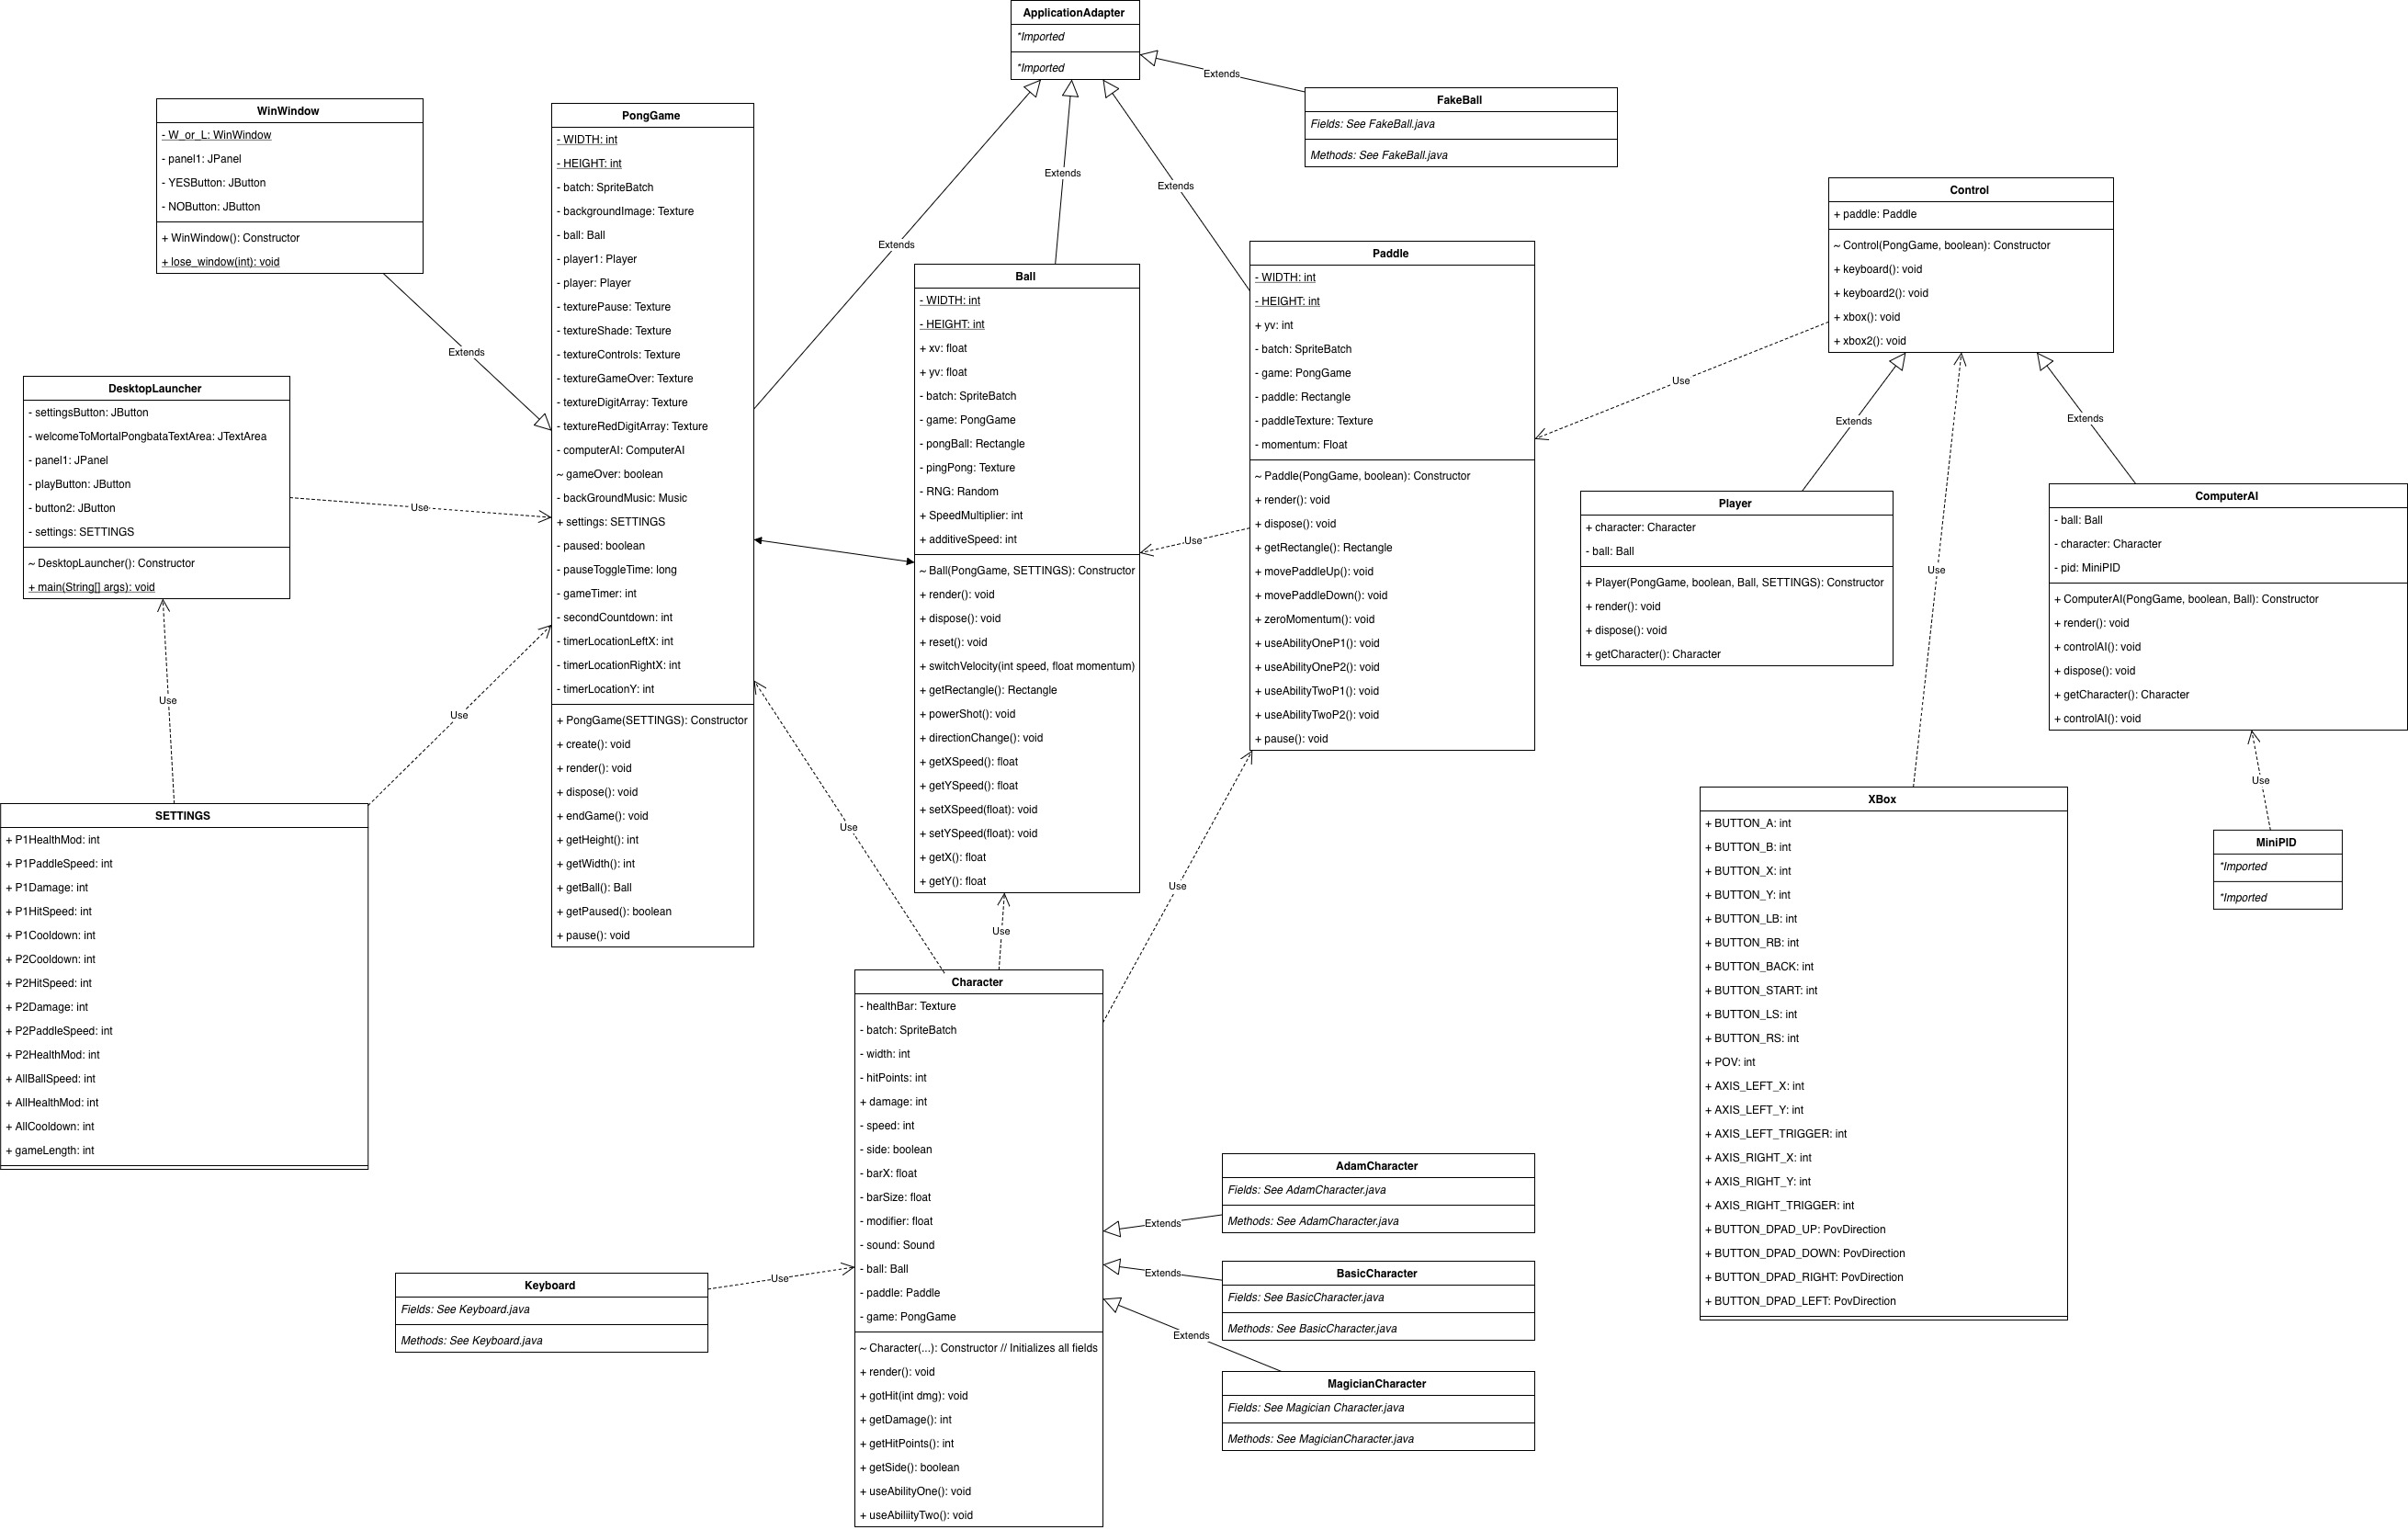 ApplicationAdapter
*Imported
*Imported
Extends
FakeBall
Fields: See FakeBall.java
Methods: See FakeBall.java
WinWindow
- W_or_L: WinWindow
- panel1: JPanel
- YESButton: JButton
- NOButton: JButton
+ WinWindow(): Constructor
+ lose_window(int): void
Extends
PongGame
- WIDTH: int
- HEIGHT: int
- batch: SpriteBatch
- backgroundImage: Texture
- ball: Ball
- player1: Player
- player: Player
- texturePause: Texture
- textureShade: Texture
- textureControls: Texture
- textureGameOver: Texture
- textureDigitArray: Texture
- textureRedDigitArray: Texture
- computerAI: ComputerAI
~ gameOver: boolean
- backGroundMusic: Music
+ settings: SETTINGS
- paused: boolean
- pauseToggleTime: long
- gameTimer: int
- secondCountdown: int
- timerLocationLeftX: int
- timerLocationRightX: int
- timerLocationY: int
+ PongGame(SETTINGS): Constructor
+ create(): void
+ render(): void
+ dispose(): void
+ endGame(): void
+ getHeight(): int
+ getWidth(): int
+ getBall(): Ball
+ getPaused(): boolean
+ pause(): void
Extends
Extends
Extends
Ball
- WIDTH: int
- HEIGHT: int
+ xv: float
+ yv: float
- batch: SpriteBatch
- game: PongGame
- pongBall: Rectangle
- pingPong: Texture
- RNG: Random
+ SpeedMultiplier: int
+ additiveSpeed: int
~ Ball(PongGame, SETTINGS): Constructor
+ render(): void
+ dispose(): void
+ reset(): void
+ switchVelocity(int speed, float momentum)
+ getRectangle(): Rectangle
+ powerShot(): void
+ directionChange(): void
+ getXSpeed(): float
+ getYSpeed(): float
+ setXSpeed(float): void
+ setYSpeed(float): void
+ getX(): float
+ getY(): float
Paddle
- WIDTH: int
- HEIGHT: int
+ yv: int
- batch: SpriteBatch
- game: PongGame
- paddle: Rectangle
- paddleTexture: Texture
- momentum: Float
~ Paddle(PongGame, boolean): Constructor
+ render(): void
+ dispose(): void
+ getRectangle(): Rectangle
+ movePaddleUp(): void
+ movePaddleDown(): void
+ zeroMomentum(): void
+ useAbilityOneP1(): void
+ useAbilityOneP2(): void
+ useAbilityTwoP1(): void
+ useAbilityTwoP2(): void
+ pause(): void
Use
Use
Control
+ paddle: Paddle
~ Control(PongGame, boolean): Constructor
+ keyboard(): void
+ keyboard2(): void
+ xbox(): void
+ xbox2(): void
Extends
Extends
Use
Player
+ character: Character
- ball: Ball
+ Player(PongGame, boolean, Ball, SETTINGS): Constructor
+ render(): void
+ dispose(): void
+ getCharacter(): Character
ComputerAI
- ball: Ball
- character: Character
- pid: MiniPID
+ ComputerAI(PongGame, boolean, Ball): Constructor
+ render(): void
+ controlAI(): void
+ dispose(): void
+ getCharacter(): Character
+ controlAI(): void
Use
MiniPID
*Imported
*Imported
DesktopLauncher
- settingsButton: JButton
- welcomeToMortalPongbataTextArea: JTextArea
- panel1: JPanel
- playButton: JButton
- button2: JButton
- settings: SETTINGS
~ DesktopLauncher(): Constructor
+ main(String[] args): void
Use
Use
Use
SETTINGS
+ P1HealthMod: int
+ P1PaddleSpeed: int
+ P1Damage: int
+ P1HitSpeed: int
+ P1Cooldown: int
+ P2Cooldown: int
+ P2HitSpeed: int
+ P2Damage: int
+ P2PaddleSpeed: int
+ P2HealthMod: int
+ AllBallSpeed: int
+ AllHealthMod: int
+ AllCooldown: int
+ gameLength: int
Use
Use
Use
Character
- healthBar: Texture
- batch: SpriteBatch
- width: int
- hitPoints: int
+ damage: int
- speed: int
- side: boolean
- barX: float
- barSize: float
- modifier: float
- sound: Sound
- ball: Ball
- paddle: Paddle
- game: PongGame
~ Character(...): Constructor // Initializes all fields
+ render(): void
+ gotHit(int dmg): void
+ getDamage(): int
+ getHitPoints(): int
+ getSide(): boolean
+ useAbilityOne(): void
+ useAbiliityTwo(): void
Keyboard
Fields: See Keyboard.java
Methods: See Keyboard.java
Use
AdamCharacter
Fields: See AdamCharacter.java
Methods: See AdamCharacter.java
Extends
BasicCharacter
Fields: See BasicCharacter.java
Methods: See BasicCharacter.java
Extends
MagicianCharacter
Fields: See Magician Character.java
Methods: See MagicianCharacter.java
Extends
XBox
+ BUTTON_A: int
+ BUTTON_B: int
+ BUTTON_X: int
+ BUTTON_Y: int
+ BUTTON_LB: int
+ BUTTON_RB: int
+ BUTTON_BACK: int
+ BUTTON_START: int
+ BUTTON_LS: int
+ BUTTON_RS: int
+ POV: int
+ AXIS_LEFT_X: int
+ AXIS_LEFT_Y: int
+ AXIS_LEFT_TRIGGER: int
+ AXIS_RIGHT_X: int
+ AXIS_RIGHT_Y: int
+ AXIS_RIGHT_TRIGGER: int
+ BUTTON_DPAD_UP: PovDirection
+ BUTTON_DPAD_DOWN: PovDirection
+ BUTTON_DPAD_RIGHT: PovDirection
+ BUTTON_DPAD_LEFT: PovDirection